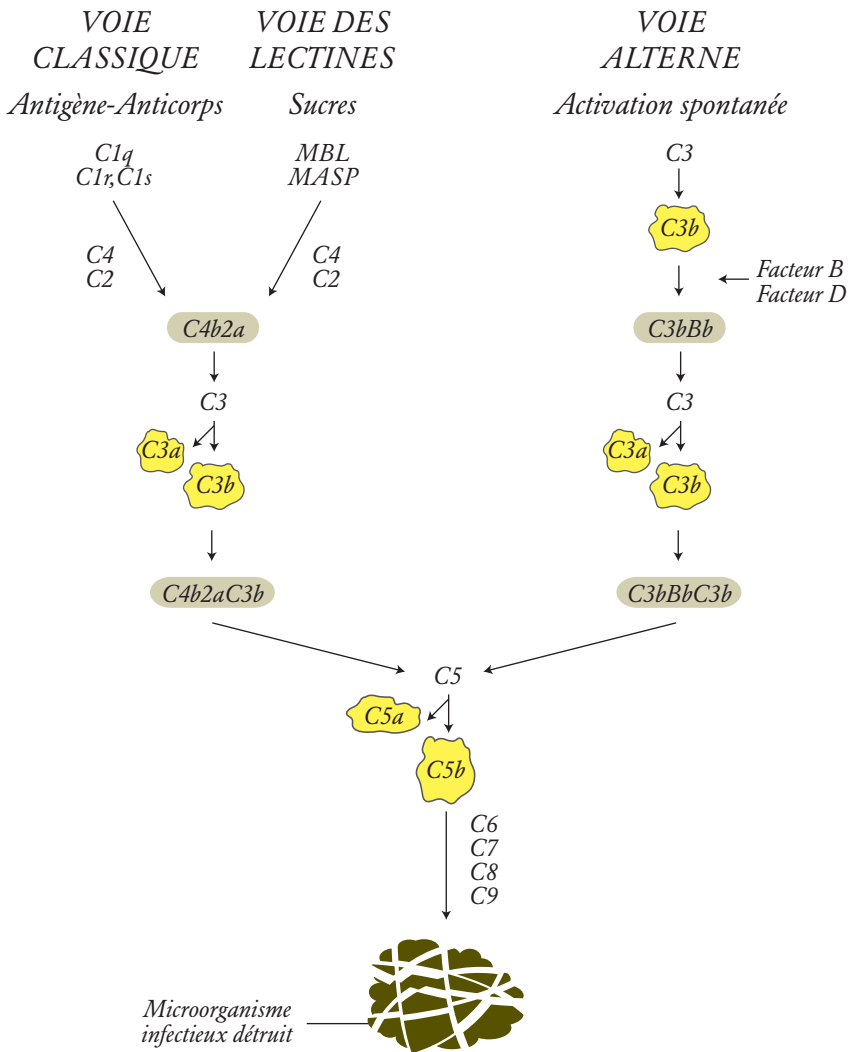 VOIE
CLASSIQUE
Antigène-Anticorps
C1q
C1r,C1s
C4
C2
VOIE DES
LECTINES
Sucres
MBL
MASP
C4
C2
C4b2a
C3
C3a
C3b
C4b2aC3b
VOIE
ALTERNE
Activation spontanée
C3
C3b
Facteur B
Facteur D
C3bBb
C3
C3a
C3b
C3bBbC3b
C5
C5a
C5b
C6
C7
C8
C9
Microorganisme
infectieux détruit